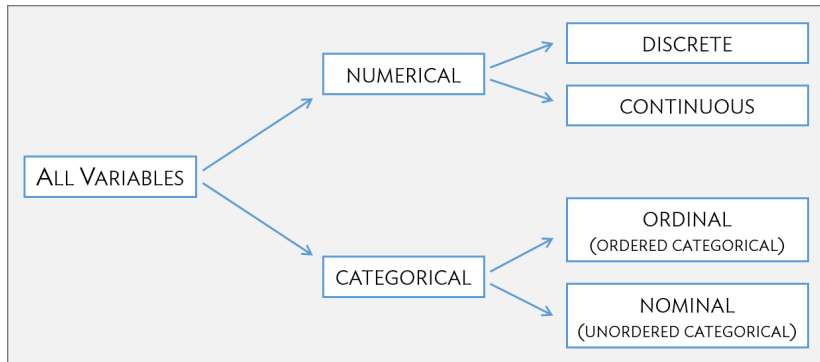 DISCRETE
NUMERICAL
CONTINUOUS
ALL VARIABLES
ORDINAL
(ORDERED CATEGORICAL)
CATEGORICAL
NOMINAL
(UNORDERED CATEGORICAL)